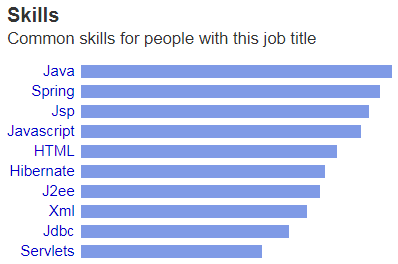 Skills
Common skills for people with this job title
Java
Spring
Jsp
Javascript
HTML
Hibernate
J2ee
Xml
Jdbc
Servlets